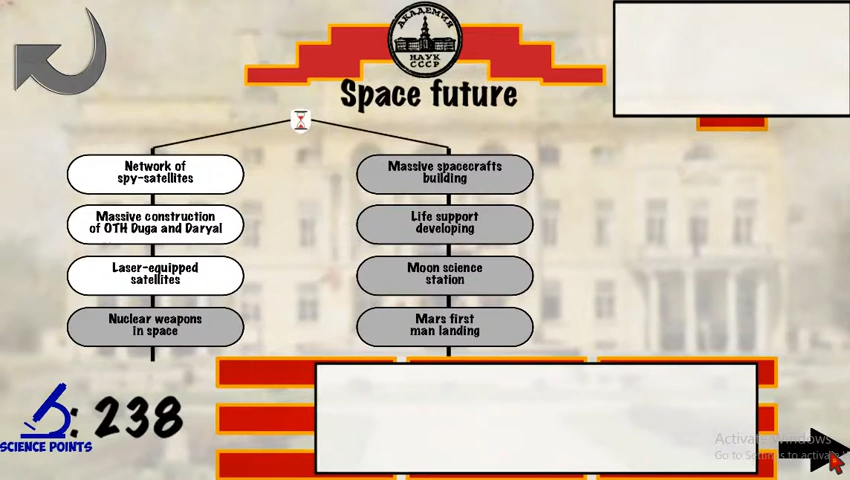 АКАДЕМИЯ
НАУК
СССР
Space future
Network of
spy-satellites
Massive construction
of OTH Duga and Daryal
Laser-equipped
satellites
Nuclear weapons
in space
Massive spacecrafts
building
Life support
developing
Moon science
station
Mars first
man landing
: 238
SCIENCE POINTS
Activate Windows
Go to Settings to activate